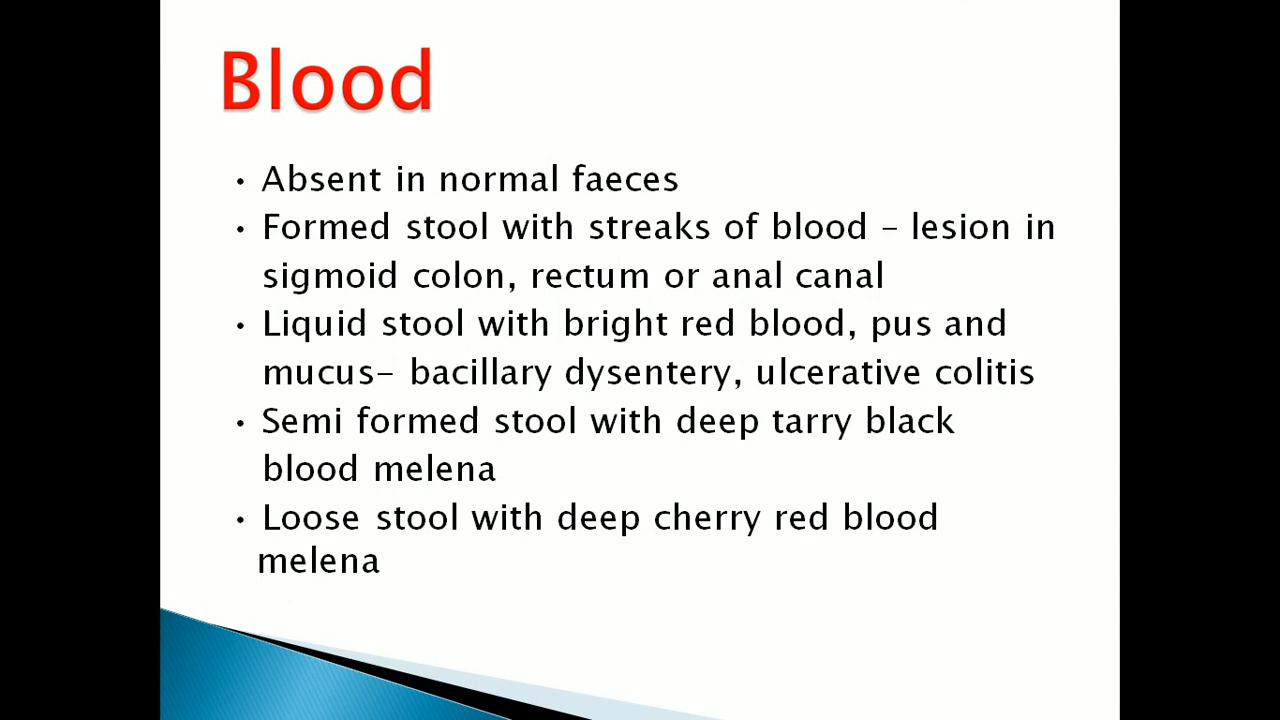 Blood
• Absent in normal faeces
• Formed stool with streaks of blood – lesion in
sigmoid colon, rectum or anal canal
• Liquid stool with bright red blood, pus and
mucus– bacillary dysentery, ulcerative colitis
• Semi formed stool with deep tarry black
blood melena
• Loose stool with deep cherry red blood
melena